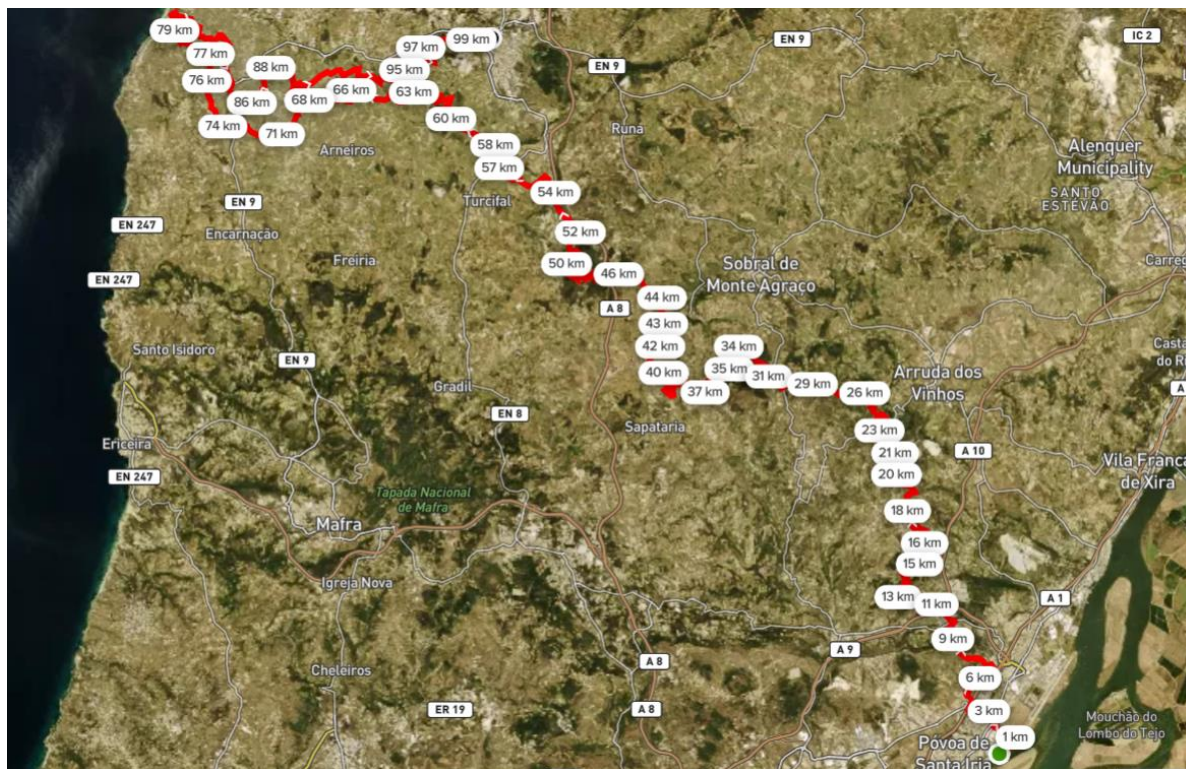 79 km
97 km
99 km
EN 9
IC 2
77 km
88 km
95 km
EN 9
76 km
66 km
63 km
86 km
68 km
74 km
71 km
60 km
Runa
Arneiros
58 km
Alenquer
Municipality
57 km
54 km
SANTO
ESTÊVÃO
Turcifal
EN 9
EN 247
52 km
Encarnação
Freiria
50 km
46 km
Sobral de
Monte Agraço
Carreg
EN 247
44 km
A 8
43 km
34 km
Santo Isidoro
42 km
EN 9
35 km
31 km
40 km
29 km
Arruda dos
Vinhos
Gradil
37 km
26 km
EN 8
Sapataria
23 km
Ericeira
A 10
21 km
Vila Franca
de Xira
EN 247
20 km
Tapada Nacional
de Mafra
18 km
Mafra
16 km
15 km
Igreja Nova
13 km
11 km
A 1
9 km
A 9
A 8
Cheleiros
6 km
ER 19
A 8
3 km
Mouchão do
Lombo do Tejo
1 km
Póvoa de
Santa Iria